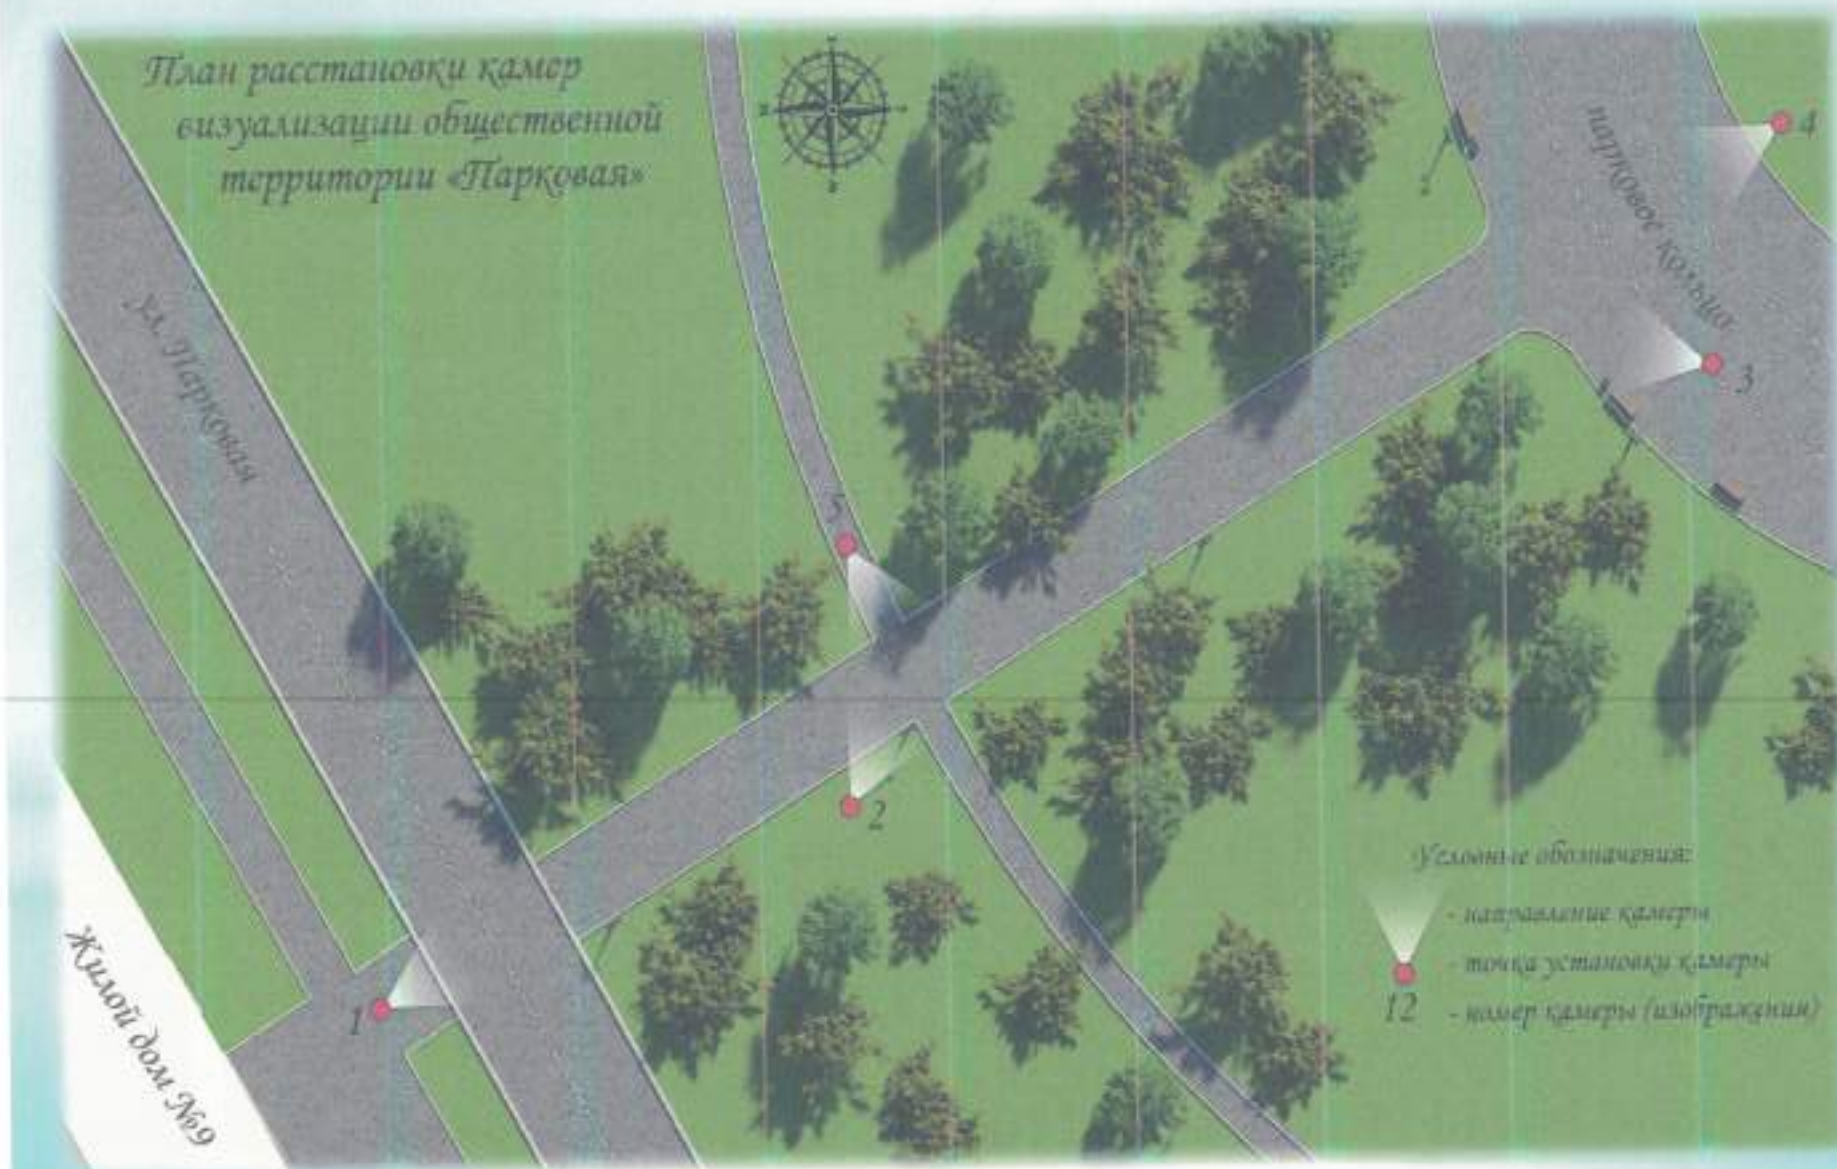 План расстановки камер
визуализации общественной
территории «Парковая»
ул. Парковая
парковое кольцо
4
3
5
2
1
Жилой дом №9
Условные обозначения:
- направление камеры
- точка установки камеры
12 - номер камеры (изображения)